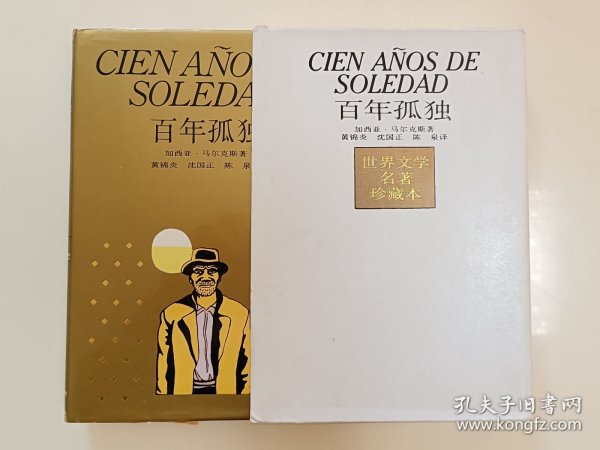 CIEN AÑO
SOLEDA
百年孤独
加西亚·马尔克斯著
黄锦炎 沈国正 陈 泉
CIEN AÑOS DE
SOLEDAD
百年孤独
加西亚·马尔克斯著
黄锦炎 沈国正 陈 泉译
世界文学
名著
珍藏本
孔夫子旧书网
www.kongfz.com